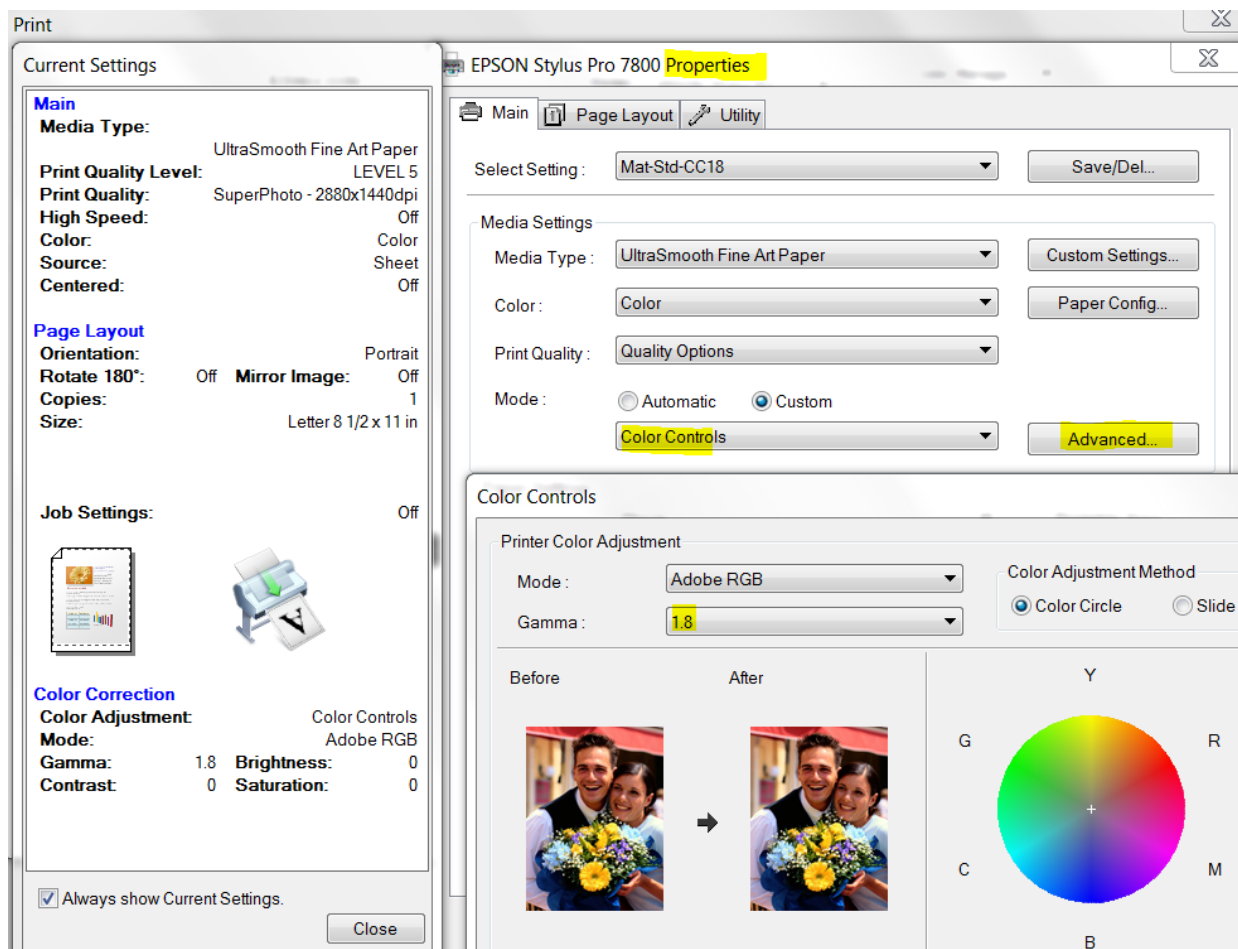 Print
Current Settings
Main
Media Type:
UltraSmooth Fine Art Paper
Print Quality Level: LEVEL 5
Print Quality: SuperPhoto - 2880x1440dpi
High Speed: Off
Color: Color
Source: Sheet
Centered: Off
Page Layout
Orientation: Portrait
Rotate 180°: Off Mirror Image: Off
Copies: 1
Size: Letter 8 1/2 x 11 in
Job Settings: Off
A
Color Correction
Color Adjustment: Color Controls
Mode: Adobe RGB
Gamma: 1.8 Brightness: 0
Contrast: 0 Saturation: 0
Always show Current Settings.
Close
EPSON Stylus Pro 7800 Properties
Main Page Layout Utility
Select Setting : Mat-Std-CC18 Save/Del...
Media Settings
Media Type : UltraSmooth Fine Art Paper Custom Settings...
Color : Color Paper Config...
Print Quality : Quality Options
Mode : Automatic Custom
Color Controls Advanced...
Color Controls
Printer Color Adjustment
Mode : Adobe RGB
Gamma : 1.8
Color Adjustment Method
Color Circle Slide
Before After
Y
G R
C M
B